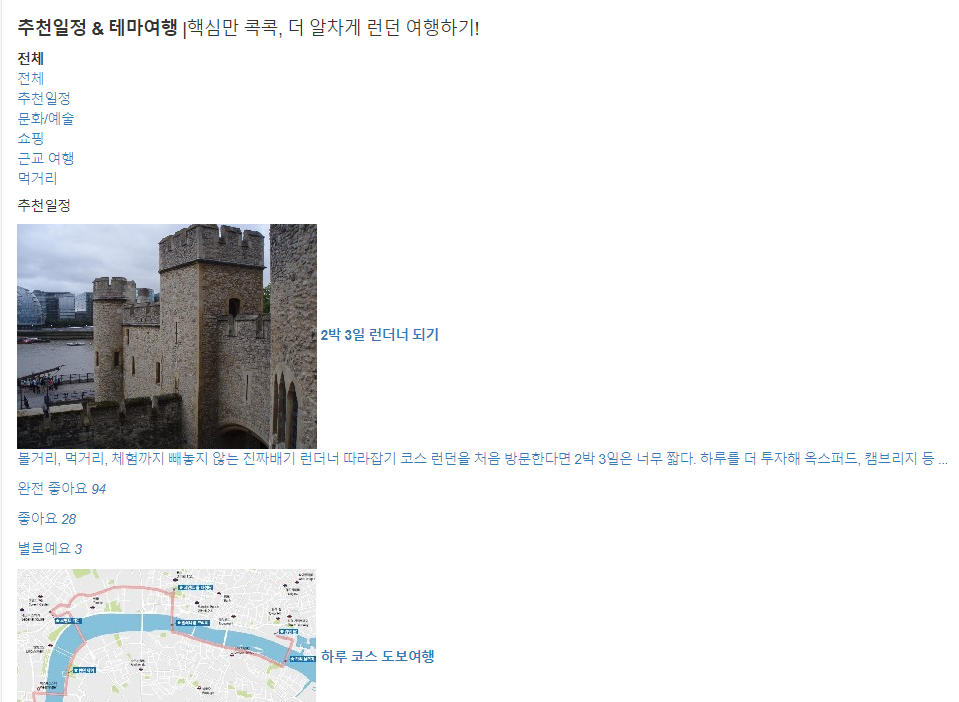 추천일정 & 테마여행 |핵심만 콕콕, 더 알차게 런던 여행하기!
전체
전체
추천일정
문화/예술
쇼핑
근교 여행
먹거리
추천일정
2박 3일 런더너 되기
볼거리, 먹거리, 체험까지 빼놓지 않는 진짜배기 런더너 따라잡기 코스 런던을 처음 방문한다면 2박 3일은 너무 짧다. 하루를 더 투자해 옥스퍼드, 캠브리지 등 ...
완전 좋아요 94
좋아요 28
별로예요 3
하루 코스 도보여행